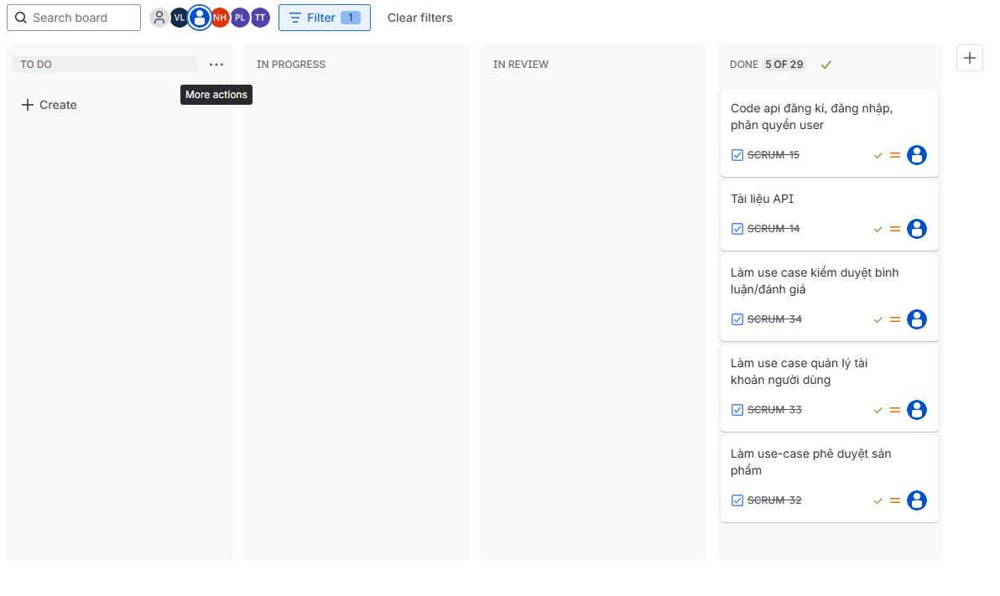 Search board
VL
NH
PL
TT
Filter 1
Clear filters
TO DO
More actions
Create
IN PROGRESS
IN REVIEW
DONE 5 OF 29
Code api đăng kí, đăng nhập,
phân quyền user
SCRUM-15
Tài liệu API
SCRUM-14
Làm use case kiểm duyệt bình
luận/đánh giá
SCRUM-34
Làm use case quản lý tài
khoản người dùng
SCRUM-33
Làm use-case phê duyệt sản
phẩm
SCRUM-32